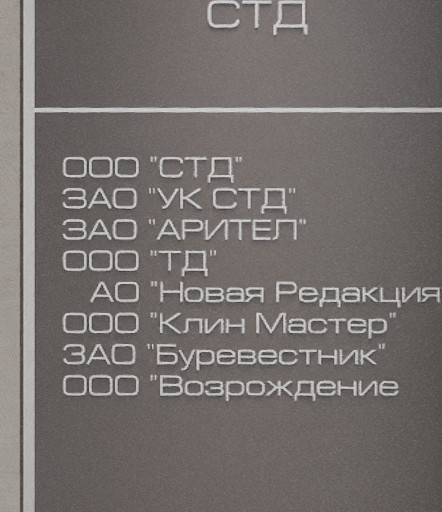 СТД
ООО "СТД"
ЗАО "УК СТД"
ЗАО "АРИТЕЛ"
ООО "ТД"
АО "Новая Редакция
ООО "Клин Мастер"
ЗАО "Буревестник"
ООО "Возрождение